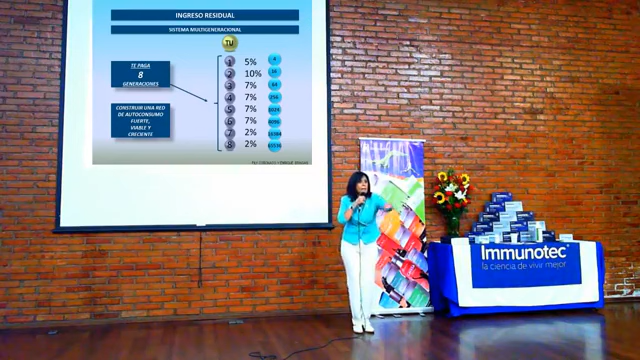 INGRESO RESIDUAL
SISTEMA MULTIGENERACIONAL
TU
TE PAGA
8
GENERACIONES
CONSTRUIR UNA RED
DE AUTOCONSUMO
FUERTE,
VIABLE Y
CRECIENTE
1 5% 4
2 10% 16
3 7% 64
4 7% 256
5 7% 1024
6 7% 4096
7 2% 16384
8 2% 65536
Immunotec
la ciencia de vivir mejor